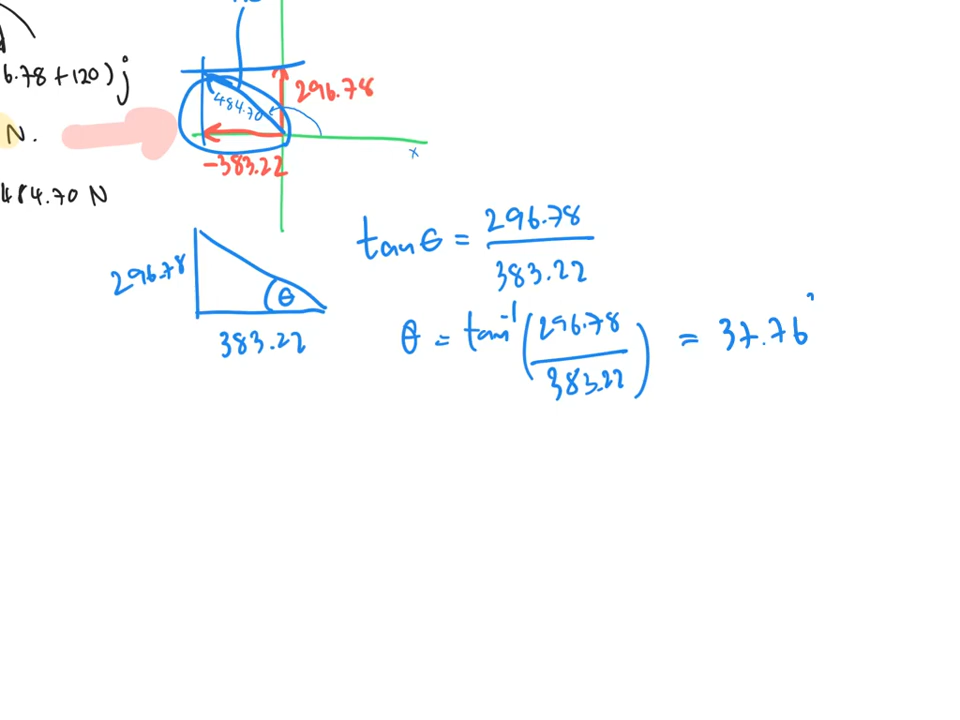 6.78 + 120) j
296.78
484.70
N.
-383.22
x
484.70 N
tan θ = 296.78 / 383.22
296.78
θ
383.22
θ = tan⁻¹ (296.78 / 383.22) = 37.76°